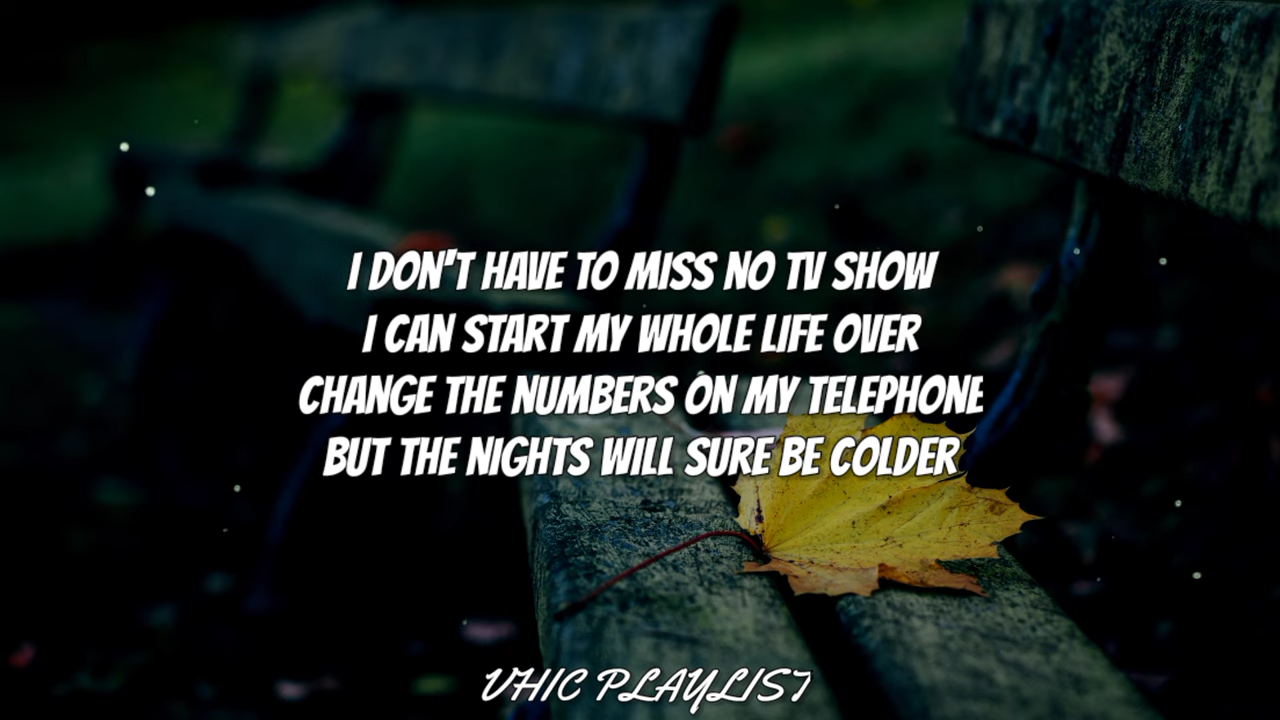 I DON'T HAVE TO MISS NO TV SHOW
I CAN START MY WHOLE LIFE OVER
CHANGE THE NUMBERS ON MY TELEPHONE
BUT THE NIGHTS WILL SURE BE COLDER
VHIC PLAYLIST